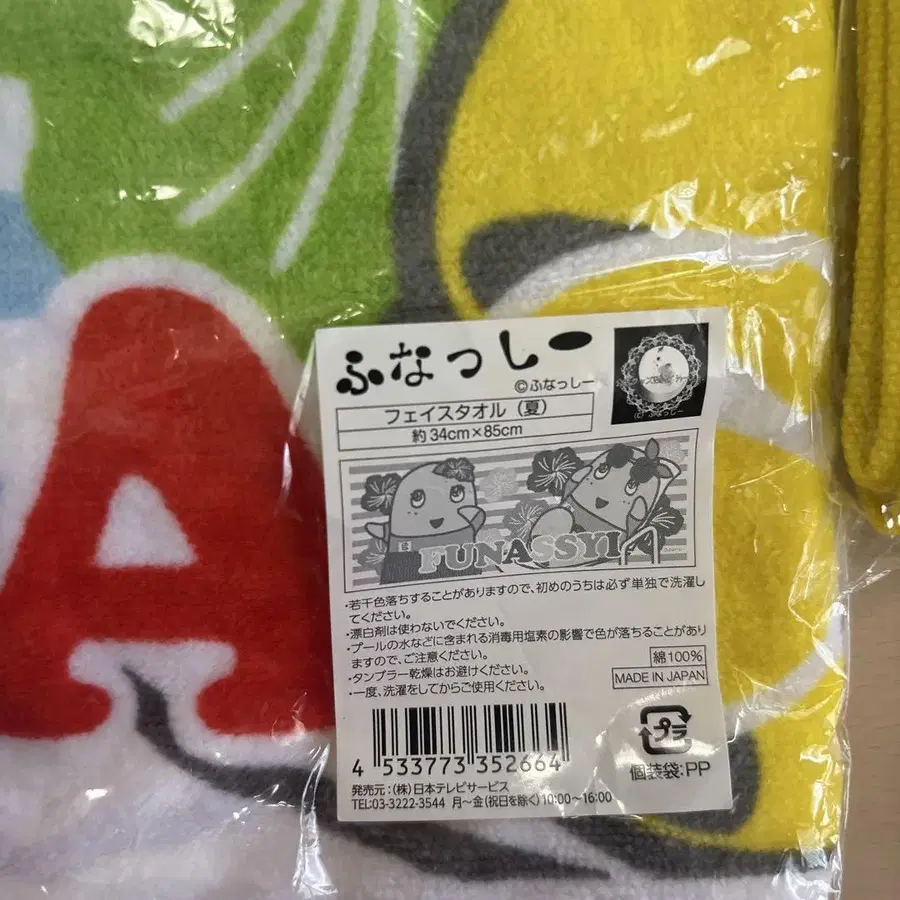 A
ふなっしー
©ふなっしー
(C) ふなっしー
フェイスタオル(夏)
約34cm×85cm
FUNASSYI
・若干色落ちすることがありますので、初めのうちは必ず単独で洗濯し
てください。
・漂白剤は使わないでください。
・プールの水などに含まれる消毒用塩素の影響で色が落ちることがあり
ますので、ご注意ください。
・タンブラー乾燥はお避けください。
・一度、洗濯をしてからご使用ください。
綿100%
MADE IN JAPAN
4 533773 352664
プラ
個装袋:PP
発売元:(株)日本テレビサービス
TEL:03-3222-3544 月~金(祝日を除く)10:00~16:00